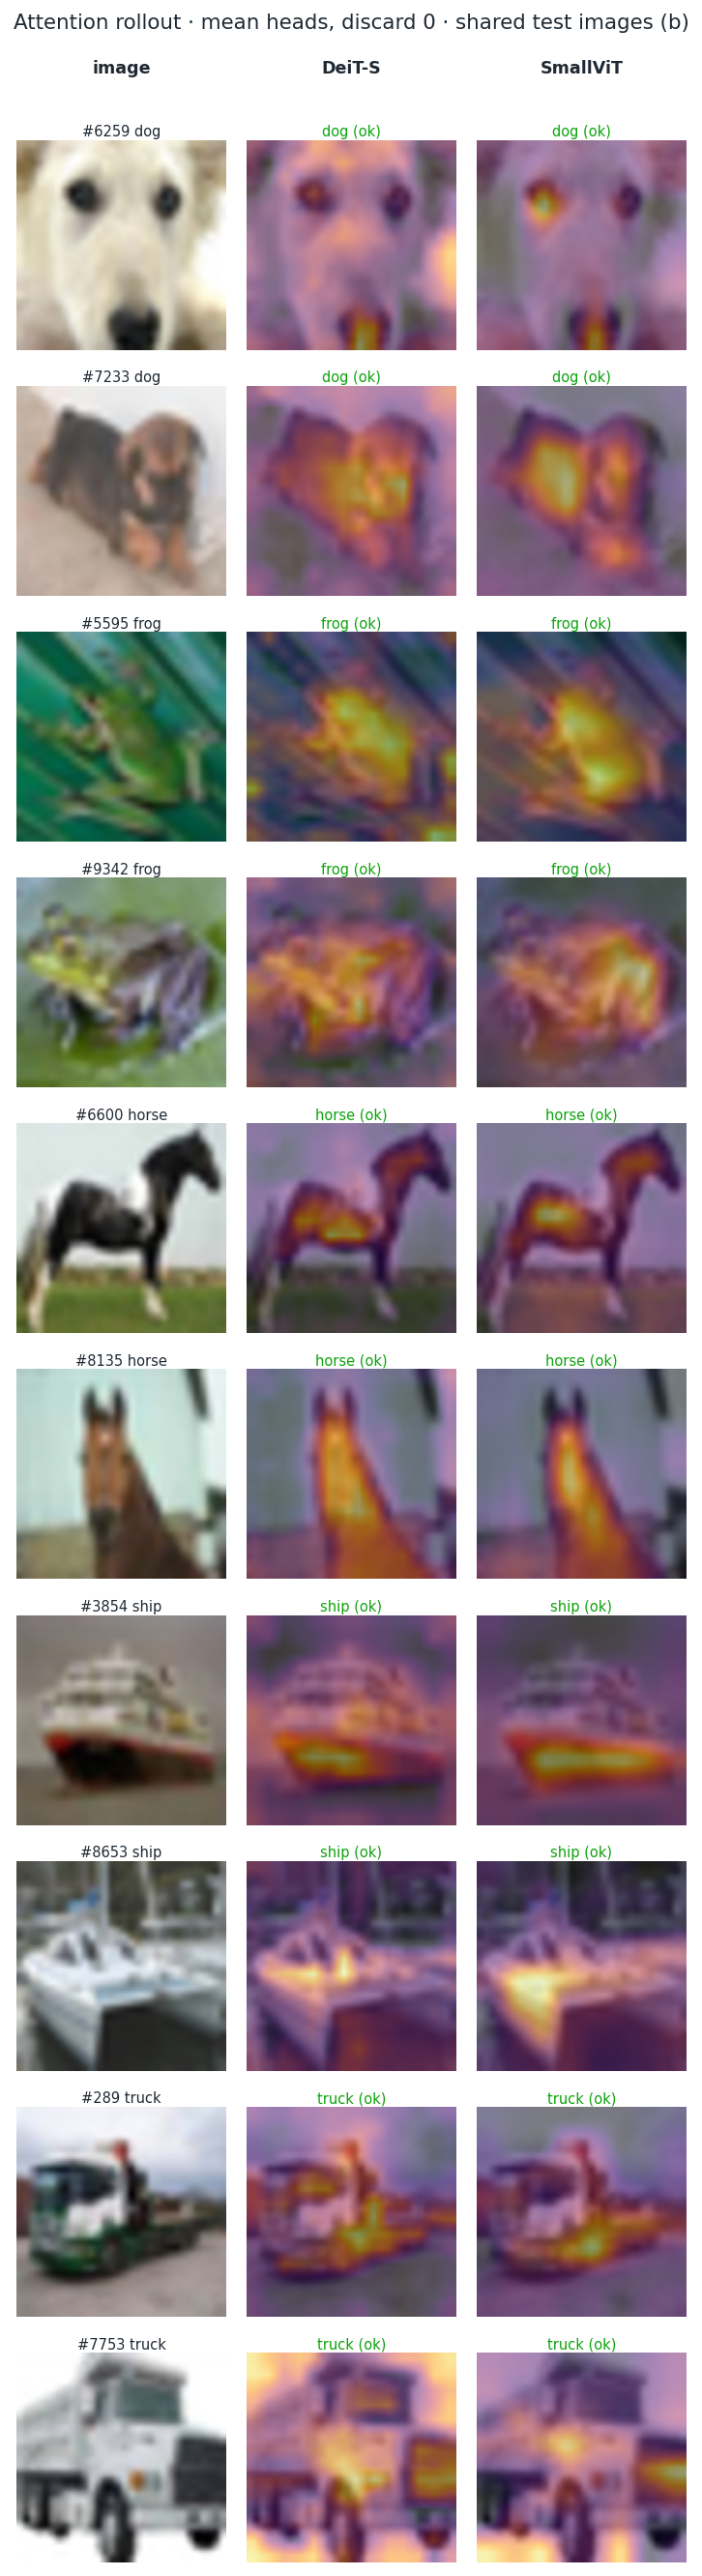 Attention rollout · mean heads, discard 0 · shared test images (b)
image DeiT-S SmallViT
#6259 dog dog (ok) dog (ok)
#7233 dog dog (ok) dog (ok)
#5595 frog frog (ok) frog (ok)
#9342 frog frog (ok) frog (ok)
#6600 horse horse (ok) horse (ok)
#8135 horse horse (ok) horse (ok)
#3854 ship ship (ok) ship (ok)
#8653 ship ship (ok) ship (ok)
#289 truck truck (ok) truck (ok)
#7753 truck truck (ok) truck (ok)